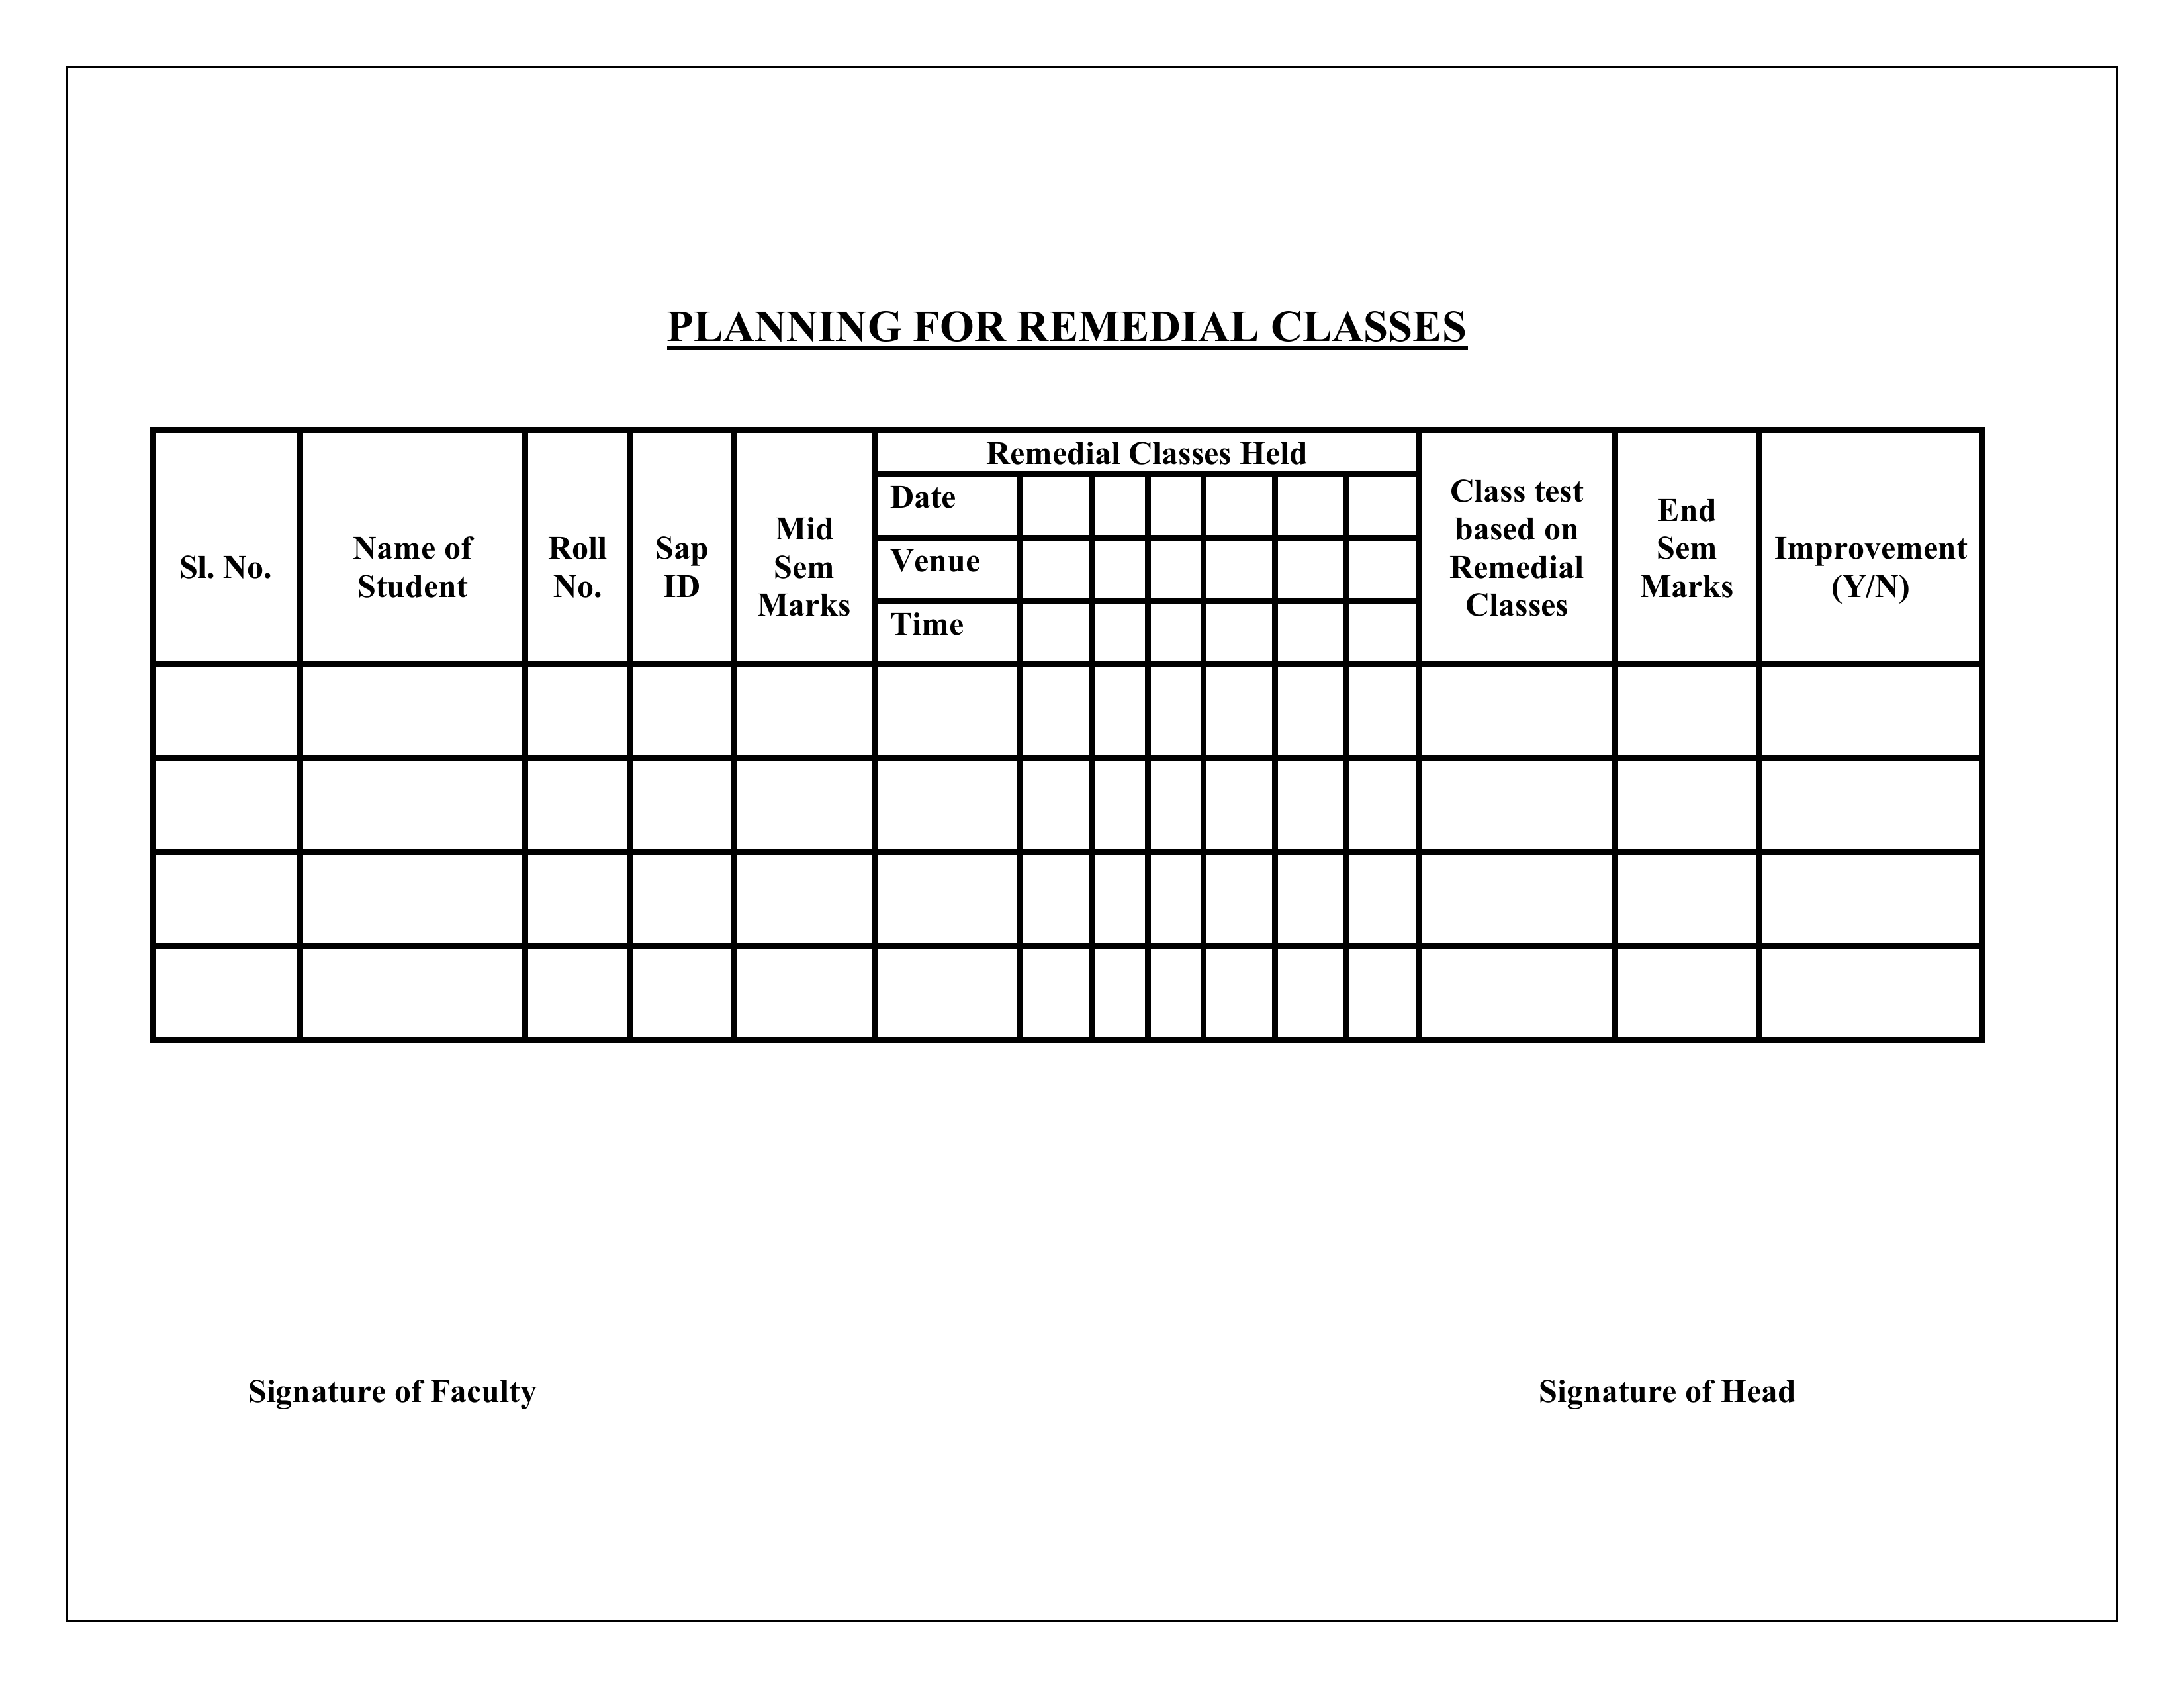 PLANNING FOR REMEDIAL CLASSES
Sl. No.
Name of
Student
Roll
No.
Sap
ID
Mid
Sem
Marks
Remedial Classes Held
Date
Venue
Time
Class test
based on
Remedial
Classes
End
Sem
Marks
Improvement
(Y/N)
Signature of Faculty
Signature of Head